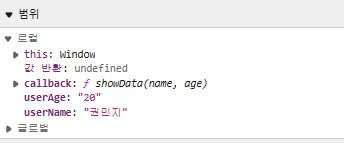 범위
로컬
this: Window
값 반환: undefined
callback: ƒ showData(name, age)
userAge: "20"
userName: "권민지"
글로벌